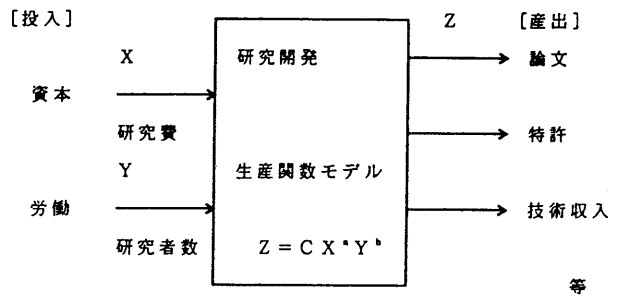 [投入]
Z
[産出]
X
研究開発
論文
資本
研究費
特許
Y
生産関数モデル
労働
技術収入
研究者数
Z＝CXᵃYᵇ
等